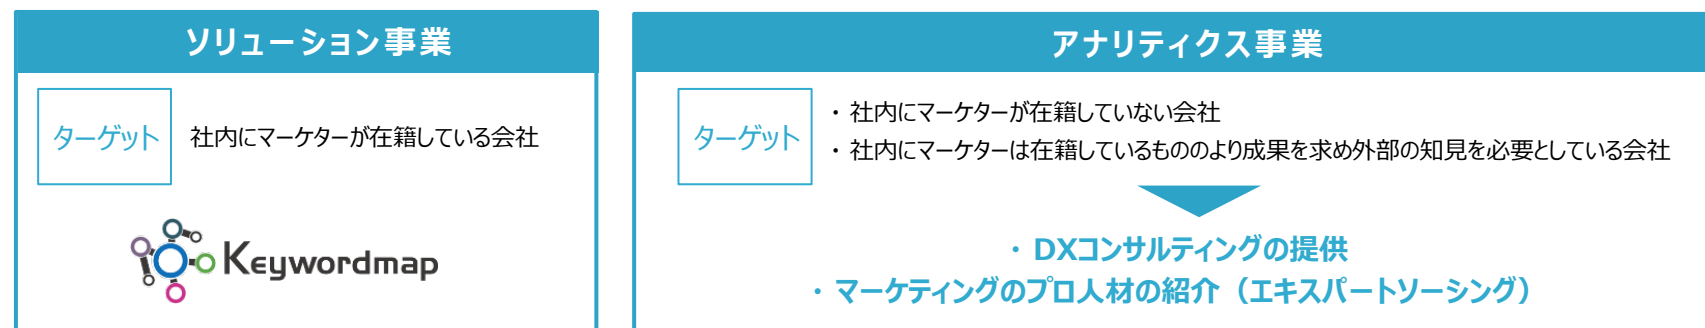 ソリューション事業
ターゲット
社内にマーケターが在籍している会社
Keywordmap
アナリティクス事業
ターゲット
・社内にマーケターが在籍していない会社
・社内にマーケターは在籍しているもののより成果を求め外部の知見を必要としている会社
・DXコンサルティングの提供
・マーケティングのプロ人材の紹介（エキスパートソーシング）